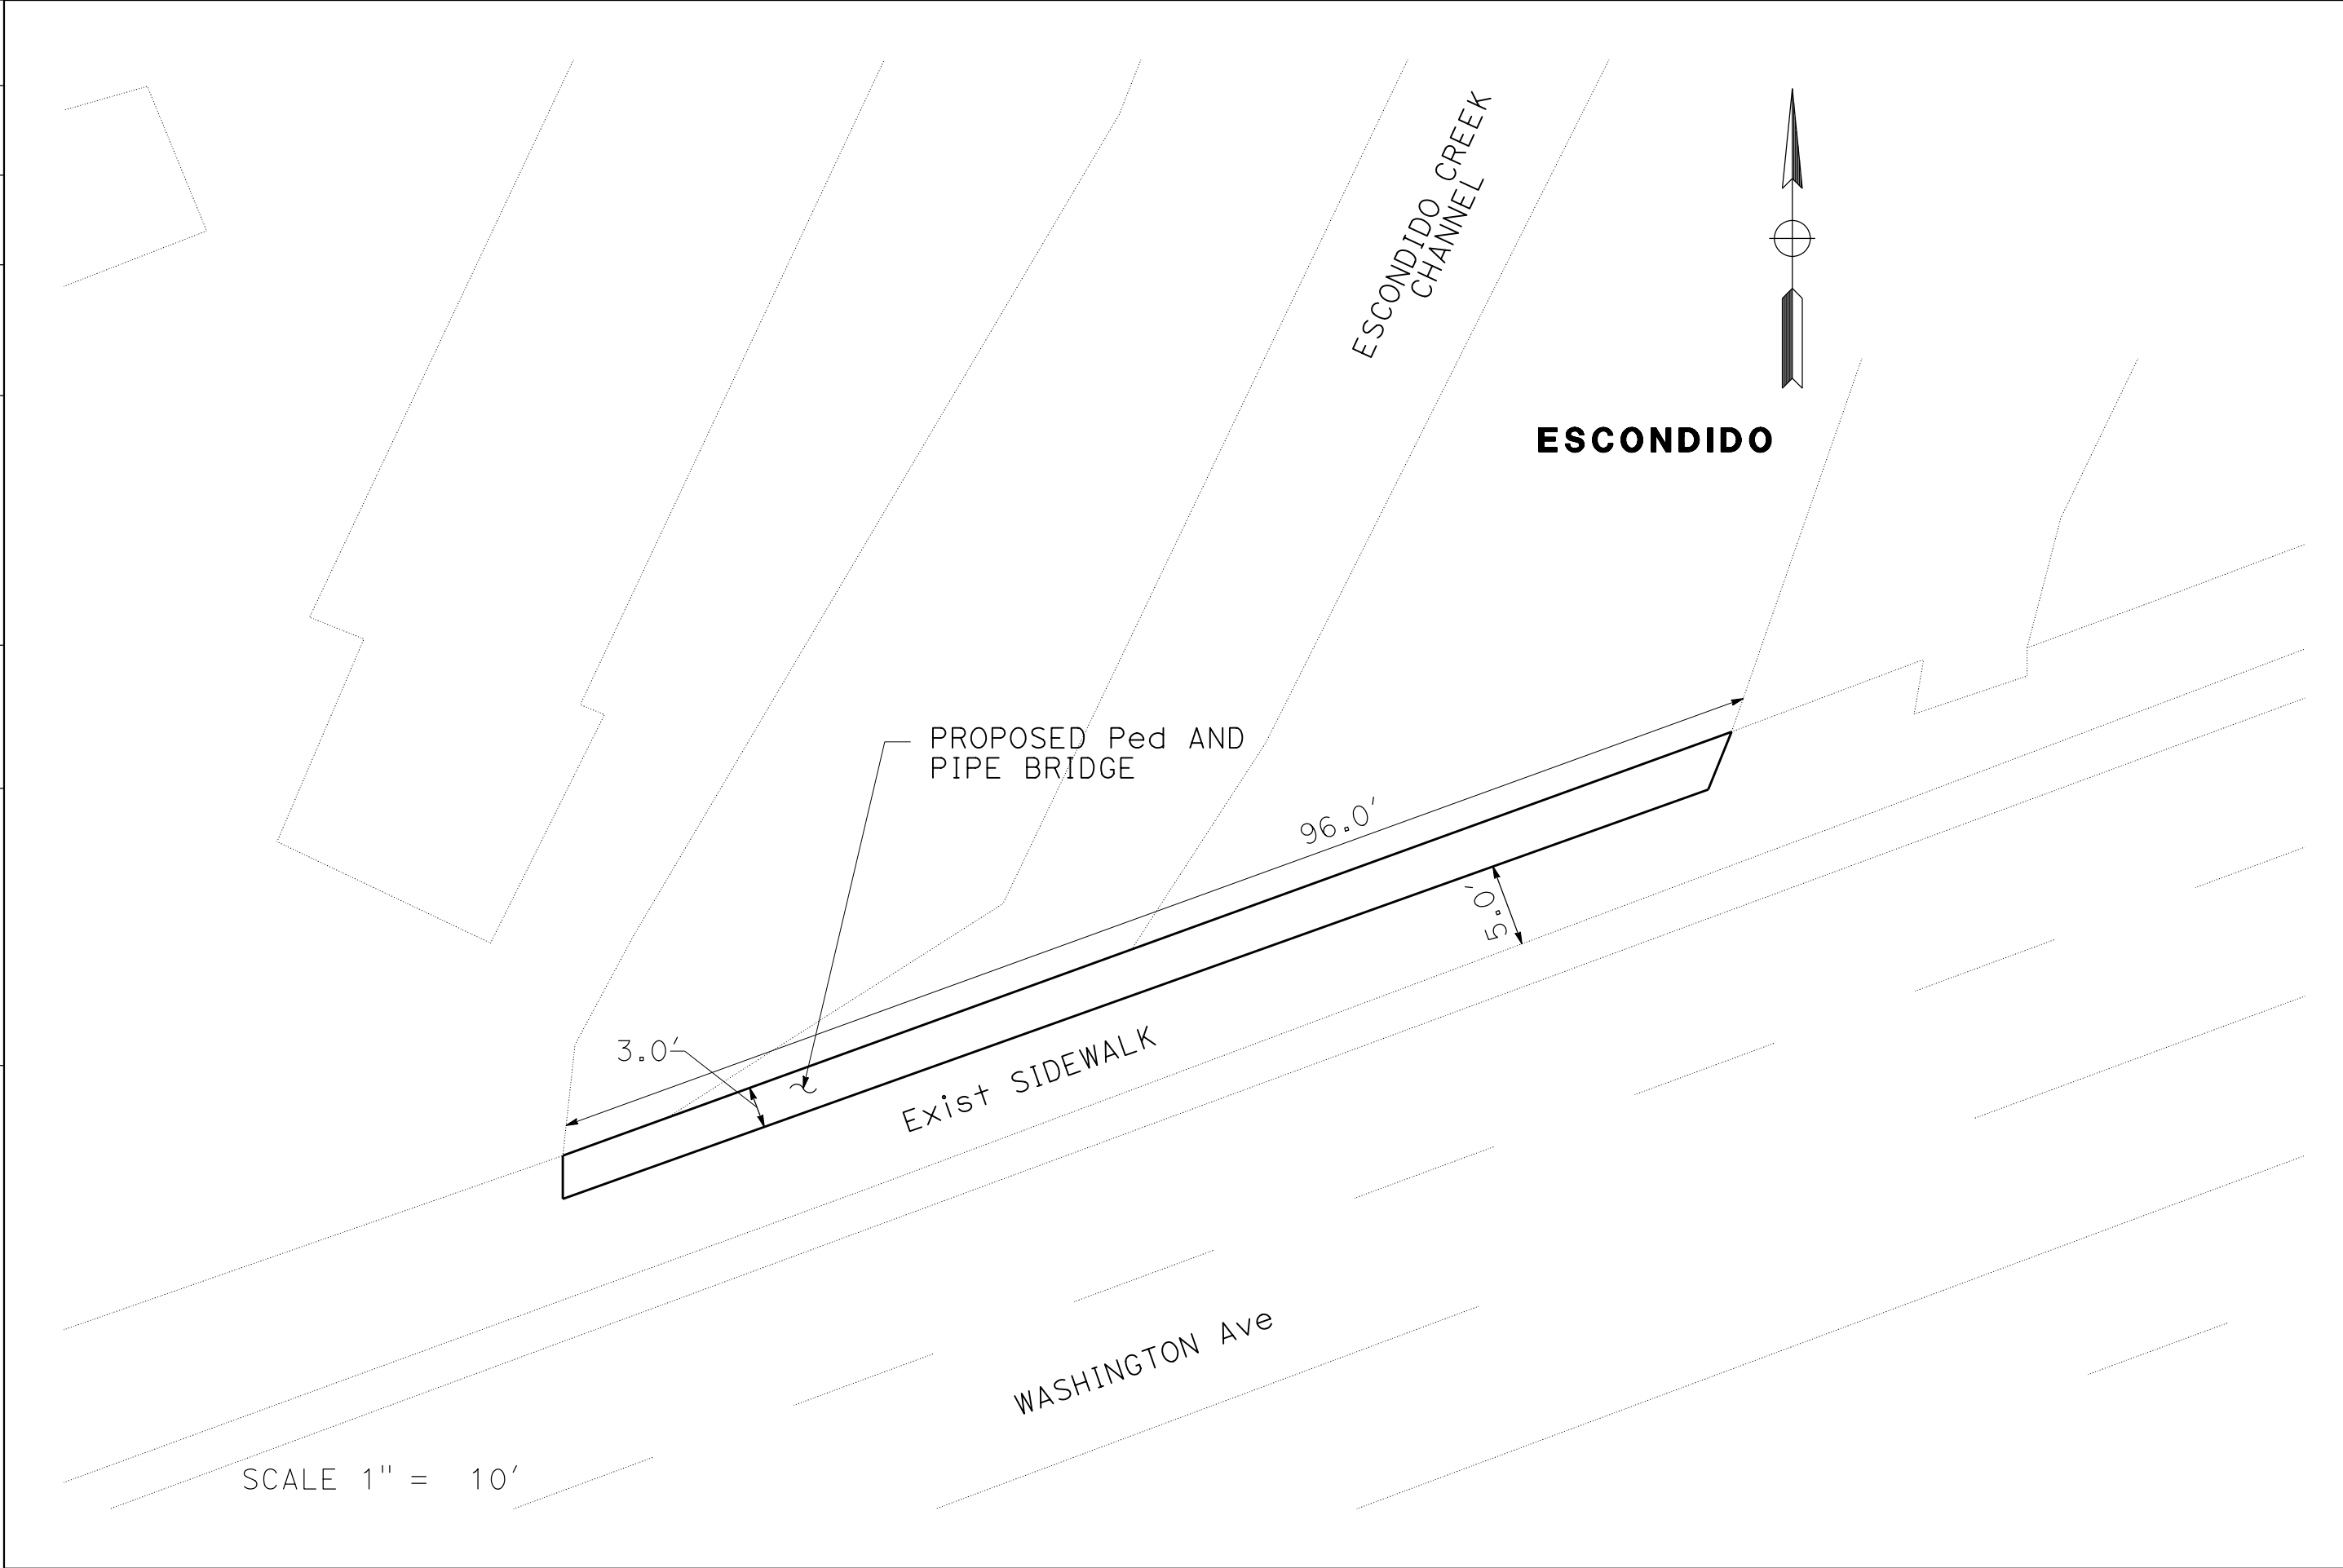 ESCONDIDO CREEK
CHANNEL
ESCONDIDO
PROPOSED Ped AND
PIPE BRIDGE
96.0'
5.0'
3.0'
Exist SIDEWALK
WASHINGTON Ave
SCALE 1" = 10'